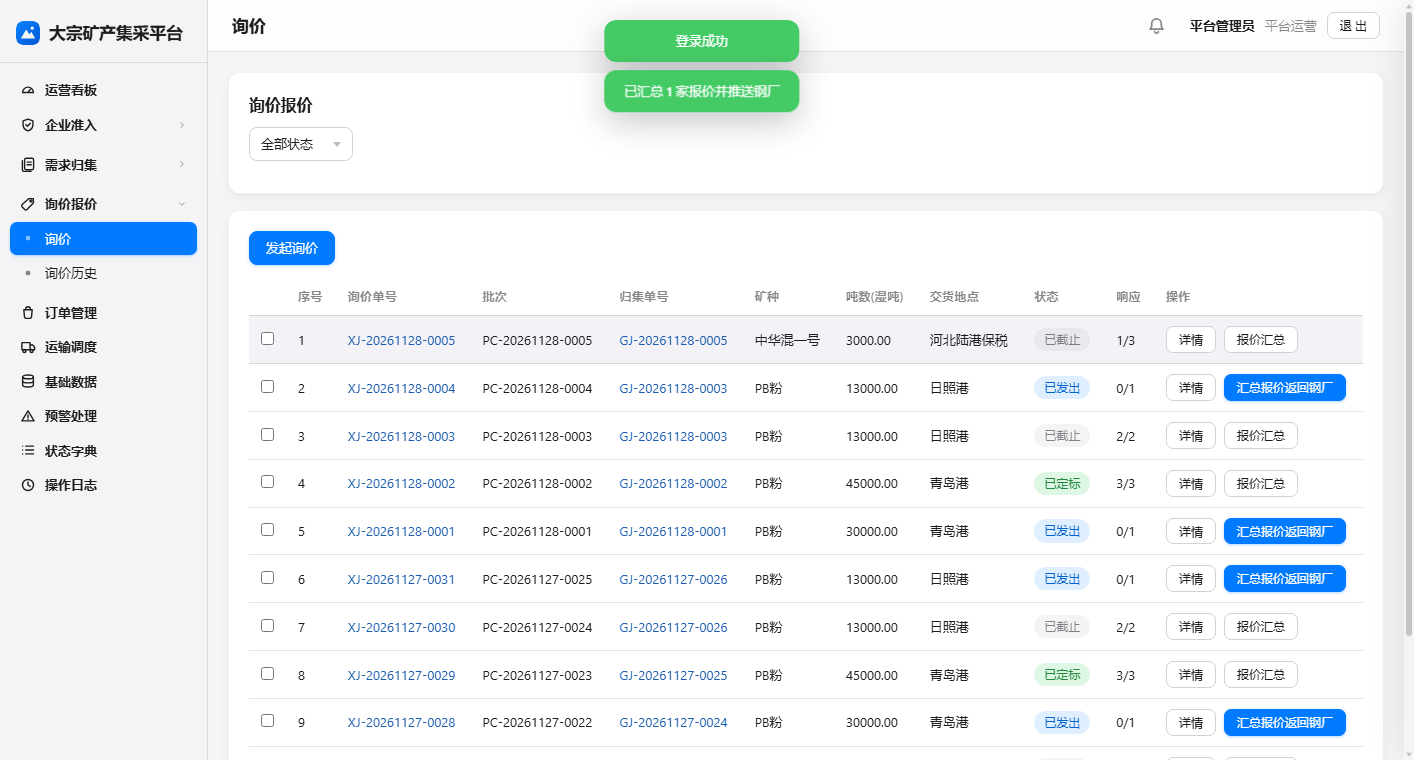 大宗矿产集采平台
运营看板
企业准入
需求归集
询价报价
询价
询价历史
订单管理
运输调度
基础数据
预警处理
状态字典
操作日志
询价
平台管理员 平台运营 退 出
登录成功
已汇总 1 家报价并推送钢厂
询价报价
全部状态
发起询价
序号 询价单号 批次 归集单号 矿种 吨数(湿吨) 交货地点 状态 响应 操作
1 XJ-20261128-0005 PC-20261128-0005 GJ-20261128-0005 中华混一号 3000.00 河北陆港保税 已截止 1/3 详情 报价汇总
2 XJ-20261128-0004 PC-20261128-0004 GJ-20261128-0003 PB粉 13000.00 日照港 已发出 0/1 详情 汇总报价返回钢厂
3 XJ-20261128-0003 PC-20261128-0003 GJ-20261128-0003 PB粉 13000.00 日照港 已截止 2/2 详情 报价汇总
4 XJ-20261128-0002 PC-20261128-0002 GJ-20261128-0002 PB粉 45000.00 青岛港 已定标 3/3 详情 报价汇总
5 XJ-20261128-0001 PC-20261128-0001 GJ-20261128-0001 PB粉 30000.00 青岛港 已发出 0/1 详情 汇总报价返回钢厂
6 XJ-20261127-0031 PC-20261127-0025 GJ-20261127-0026 PB粉 13000.00 日照港 已发出 0/1 详情 汇总报价返回钢厂
7 XJ-20261127-0030 PC-20261127-0024 GJ-20261127-0026 PB粉 13000.00 日照港 已截止 2/2 详情 报价汇总
8 XJ-20261127-0029 PC-20261127-0023 GJ-20261127-0025 PB粉 45000.00 青岛港 已定标 3/3 详情 报价汇总
9 XJ-20261127-0028 PC-20261127-0022 GJ-20261127-0024 PB粉 30000.00 青岛港 已发出 0/1 详情 汇总报价返回钢厂